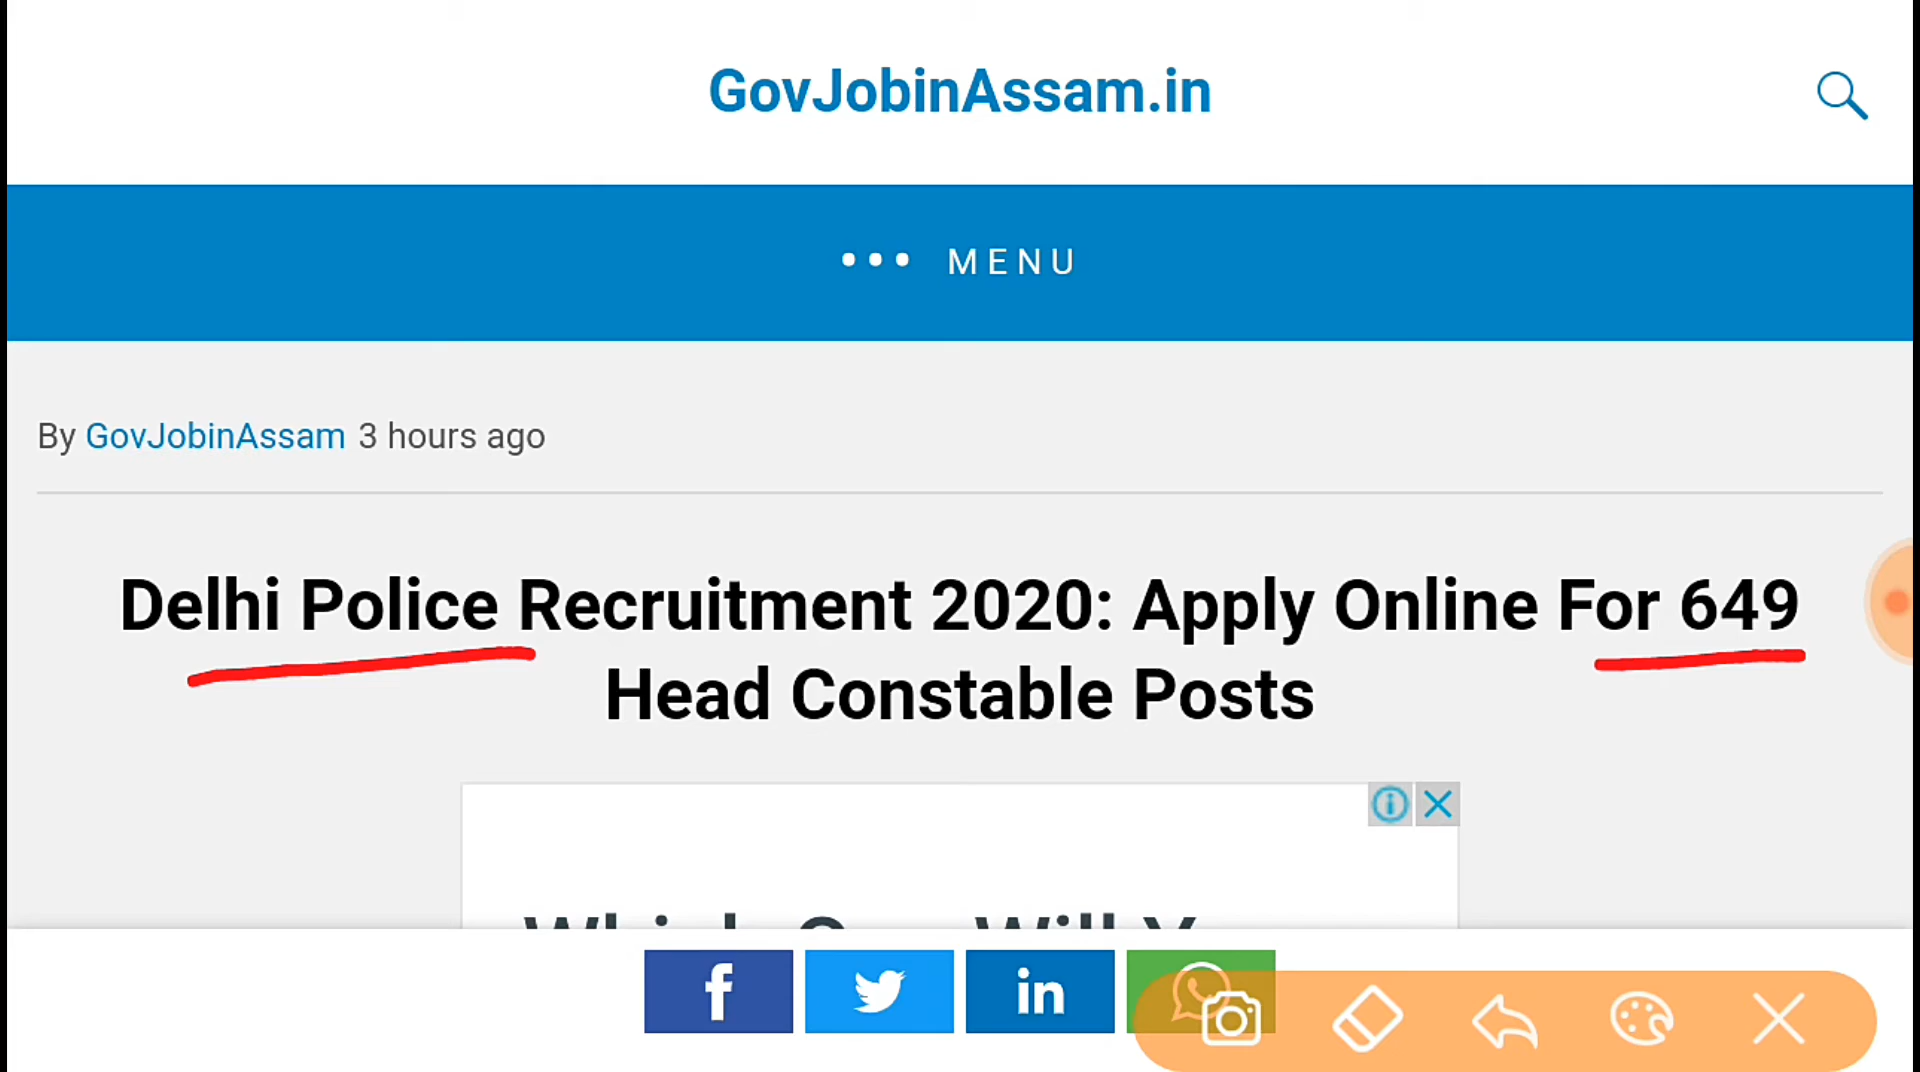 GovJobinAssam.in
MENU
By GovJobinAssam 3 hours ago
Delhi Police Recruitment 2020: Apply Online For 649
Head Constable Posts
f
in